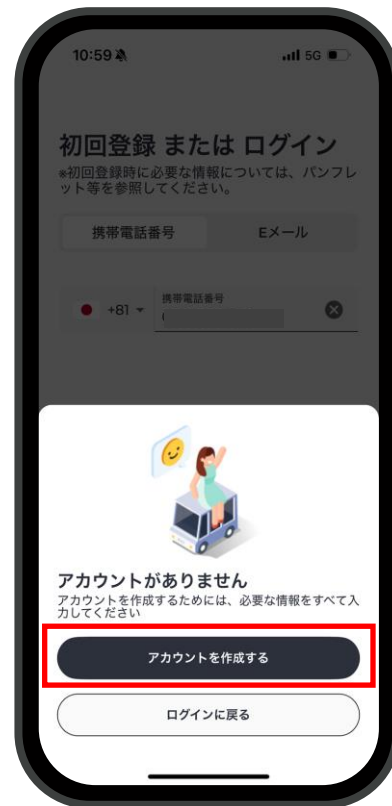 10:59
5G
初回登録 または ログイン
※初回登録時に必要な情報については、パンフレ
ット等を参照してください。
携帯電話番号
Eメール
携帯電話番号
+81
アカウントがありません
アカウントを作成するためには、必要な情報をすべて入
力してください
アカウントを作成する
ログインに戻る